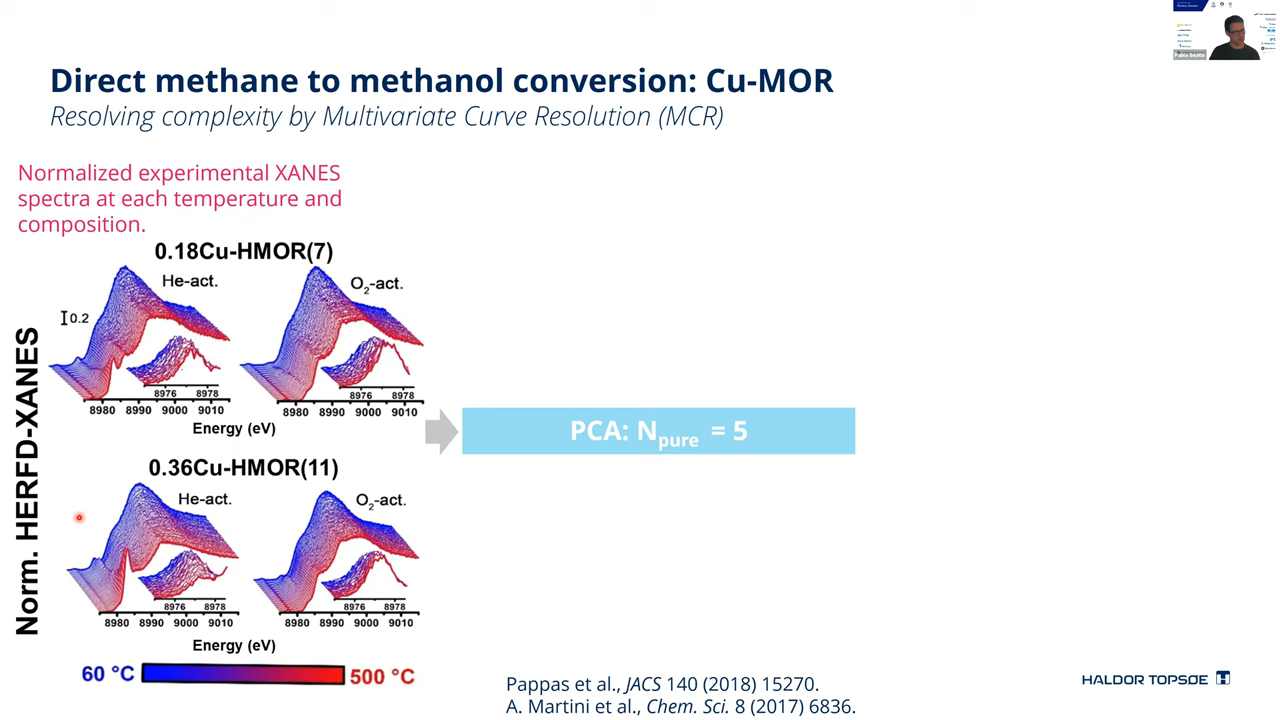 Direct methane to methanol conversion: Cu-MOR
Resolving complexity by Multivariate Curve Resolution (MCR)
Normalized experimental XANES
spectra at each temperature and
composition.
0.18Cu-HMOR(7)
He-act.
O2-act.
0.2
8976 8978
8976 8978
8980 8990 9000 9010
8980 8990 9000 9010
Energy (eV)
Norm. HERFD-XANES
PCA: Npure = 5
0.36Cu-HMOR(11)
He-act.
O2-act.
8976 8978
8976 8978
8980 8990 9000 9010
8980 8990 9000 9010
Energy (eV)
60 °C
500 °C
Pappas et al., JACS 140 (2018) 15270.
A. Martini et al., Chem. Sci. 8 (2017) 6836.
HALDOR TOPSØE